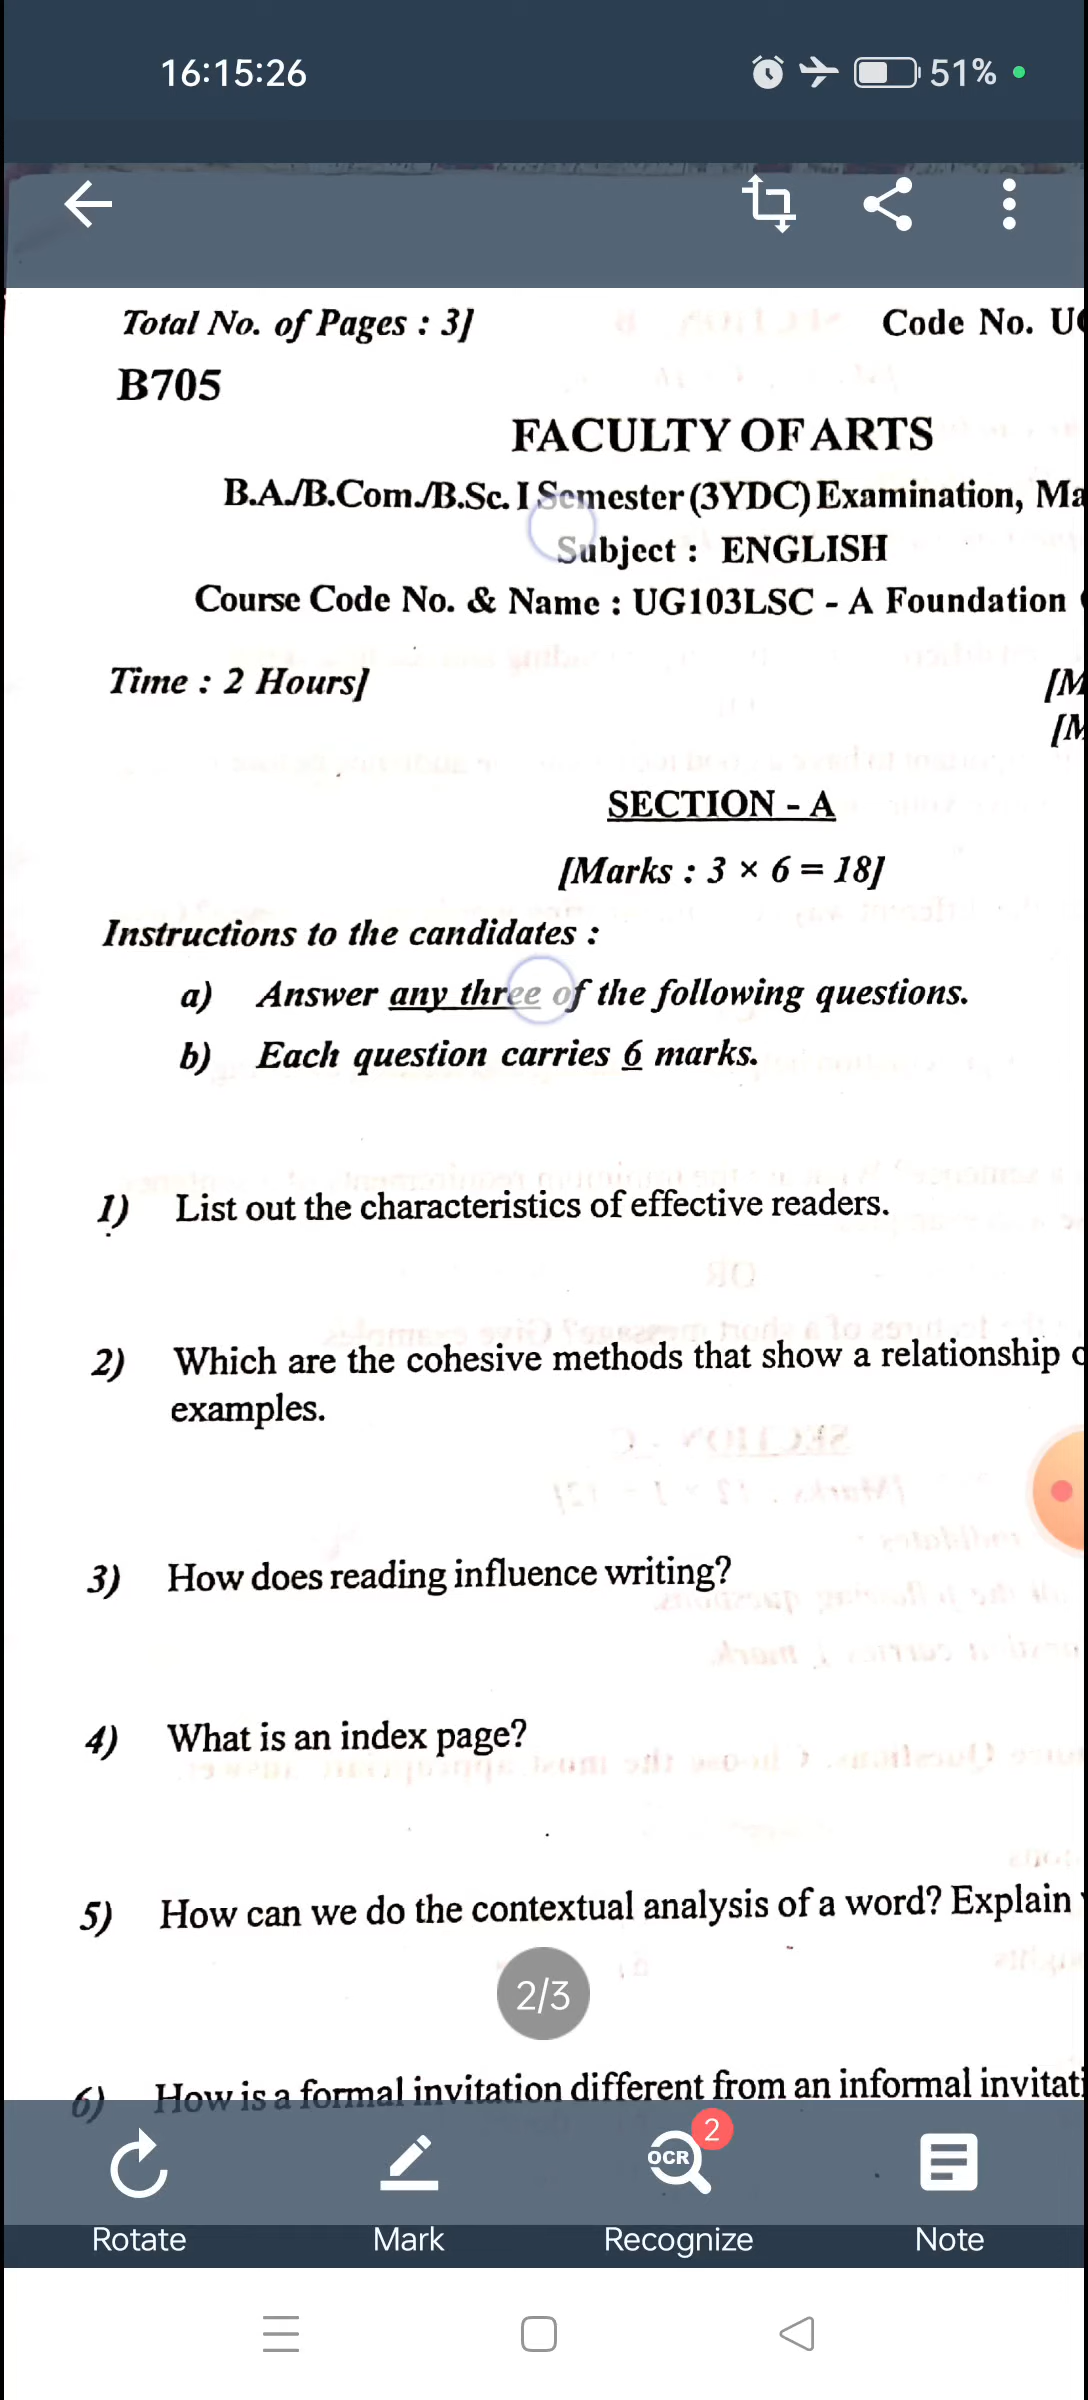 16:15:26
51%
Total No. of Pages : 3]
Code No. U
B705
FACULTY OF ARTS
B.A./B.Com./B.Sc. I Semester (3YDC) Examination, Ma
Subject : ENGLISH
Course Code No. & Name : UG103LSC - A Foundation
Time : 2 Hours]
[M
[M
SECTION - A
[Marks : 3 × 6 = 18]
Instructions to the candidates :
a) Answer any three of the following questions.
b) Each question carries 6 marks.
1) List out the characteristics of effective readers.
2) Which are the cohesive methods that show a relationship
examples.
3) How does reading influence writing?
4) What is an index page?
5) How can we do the contextual analysis of a word? Explain
2/3
6) How is a formal invitation different from an informal invitati
2
OCR
Rotate
Mark
Recognize
Note